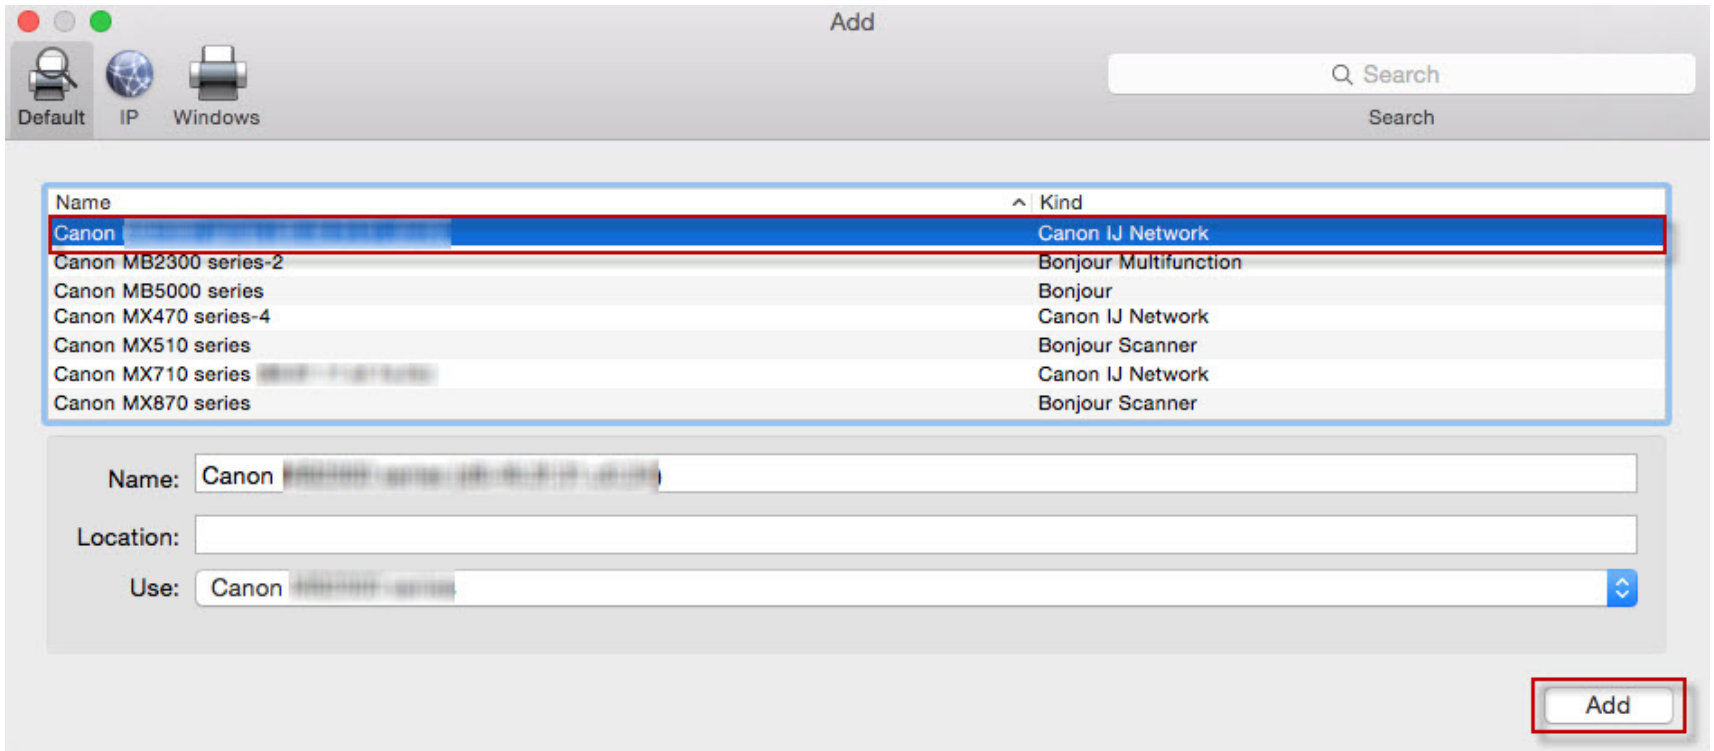 Add
Search
Default IP Windows
Search
Name Kind
Canon Canon IJ Network
Canon MB2300 series-2 Bonjour Multifunction
Canon MB5000 series Bonjour
Canon MX470 series-4 Canon IJ Network
Canon MX510 series Bonjour Scanner
Canon MX710 series Canon IJ Network
Canon MX870 series Bonjour Scanner
Name: Canon
Location:
Use: Canon
Add